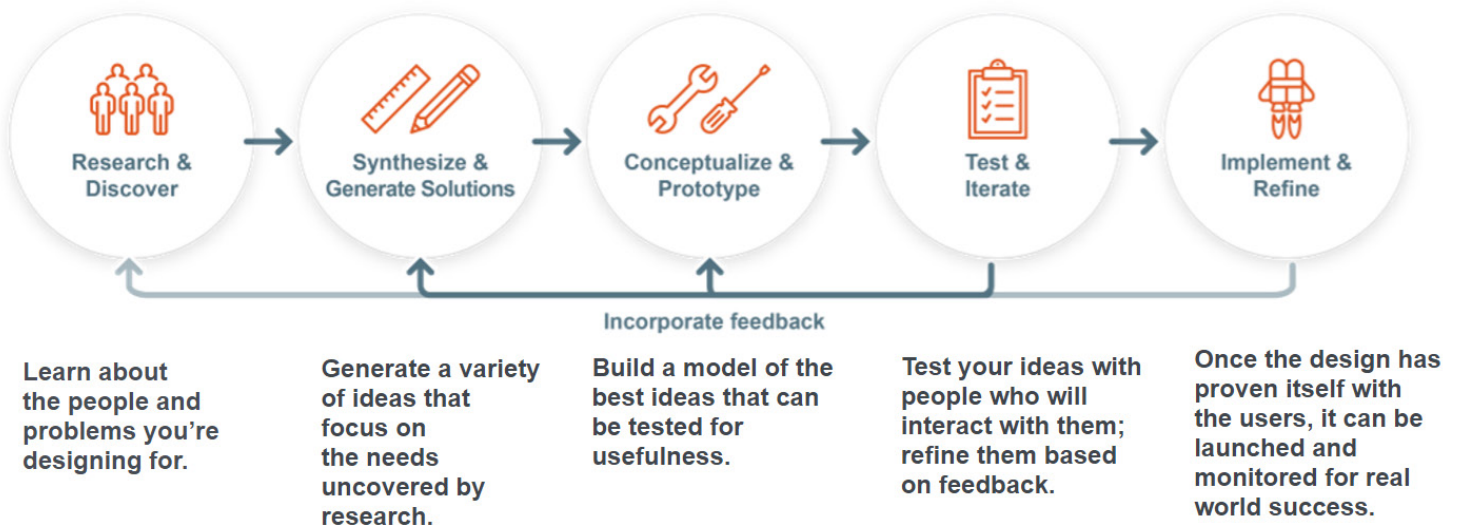 Research &
Discover
Synthesize &
Generate Solutions
Conceptualize &
Prototype
Test &
Iterate
Implement &
Refine
Incorporate feedback
Learn about
the people and
problems you're
designing for.
Generate a variety
of ideas that
focus on
the needs
uncovered by
research.
Build a model of the
best ideas that can
be tested for
usefulness.
Test your ideas with
people who will
interact with them;
refine them based
on feedback.
Once the design has
proven itself with
the users, it can be
launched and
monitored for real
world success.